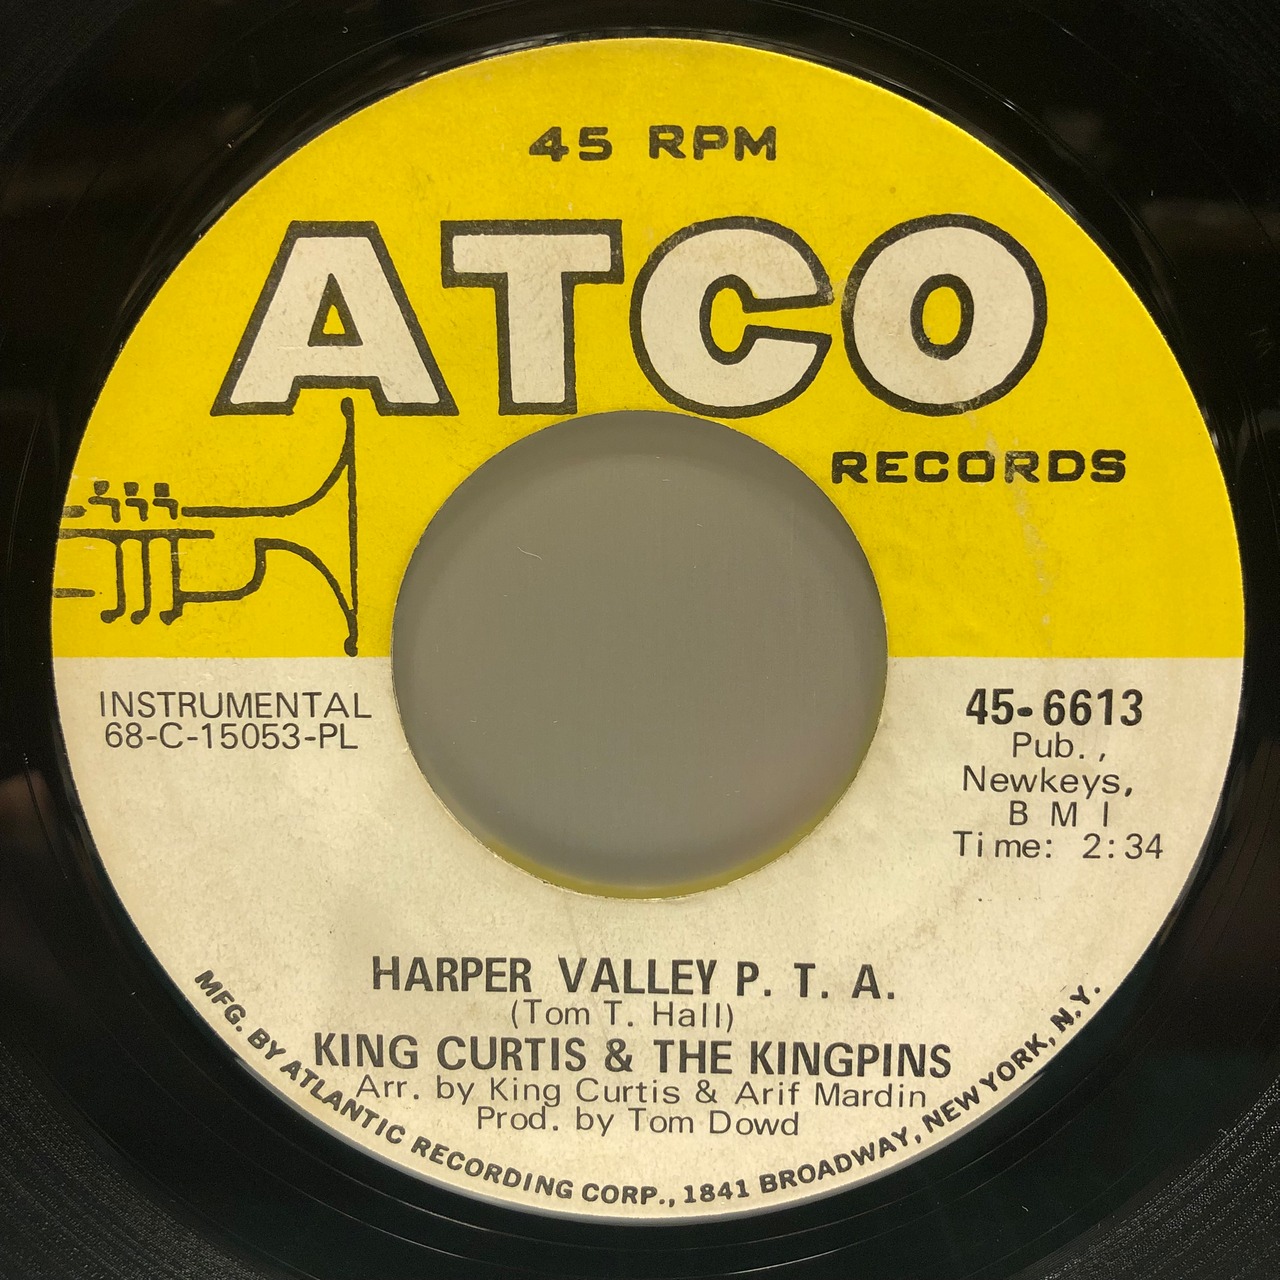 45 RPM
ATCO
RECORDS
INSTRUMENTAL
68-C-15053-PL
45-6613
Pub.,
Newkeys,
B M I
Time: 2:34
HARPER VALLEY P. T. A.
(Tom T. Hall)
KING CURTIS & THE KINGPINS
Arr. by King Curtis & Arif Mardin
Prod. by Tom Dowd
MFG. BY ATLANTIC RECORDING CORP., 1841 BROADWAY, NEW YORK, N.Y.